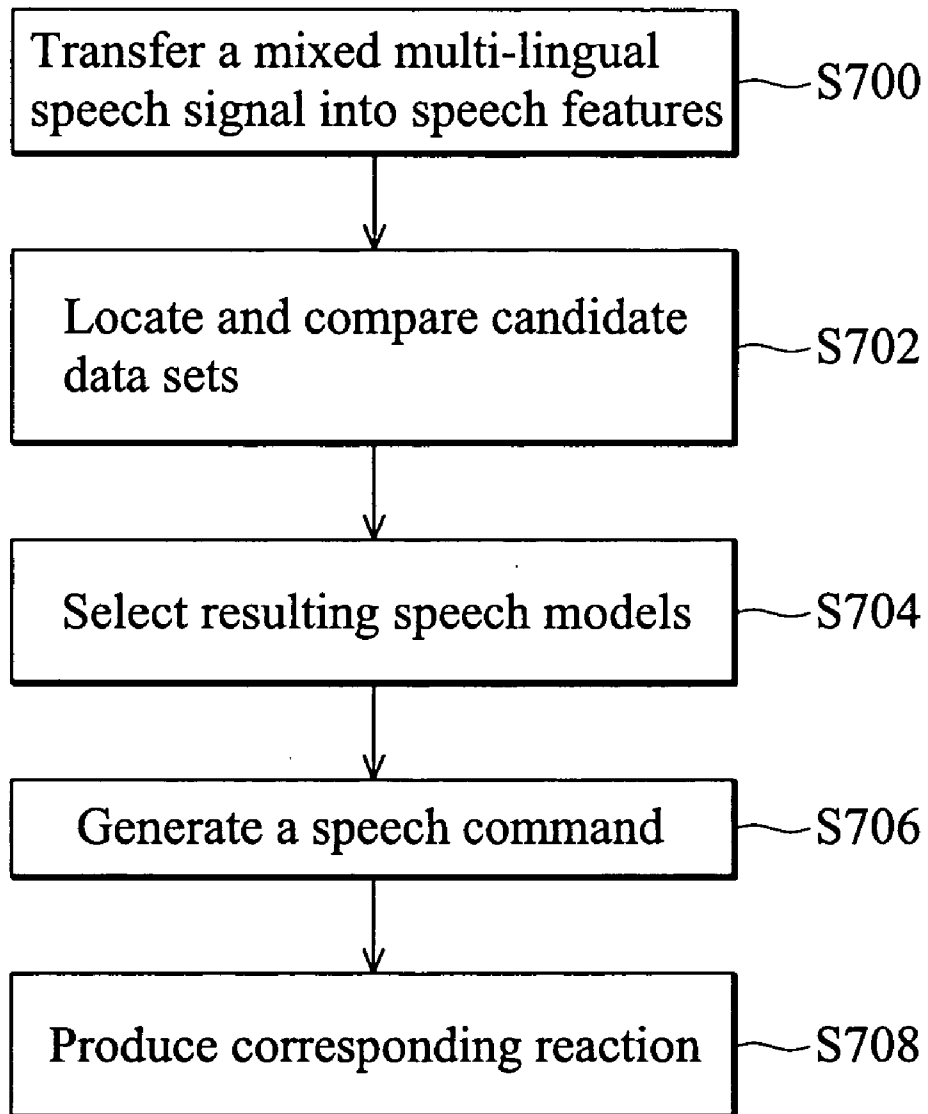 Transfer a mixed multi-lingual
speech signal into speech features
S700
Locate and compare candidate
data sets
S702
Select resulting speech models
S704
Generate a speech command
S706
Produce corresponding reaction
S708